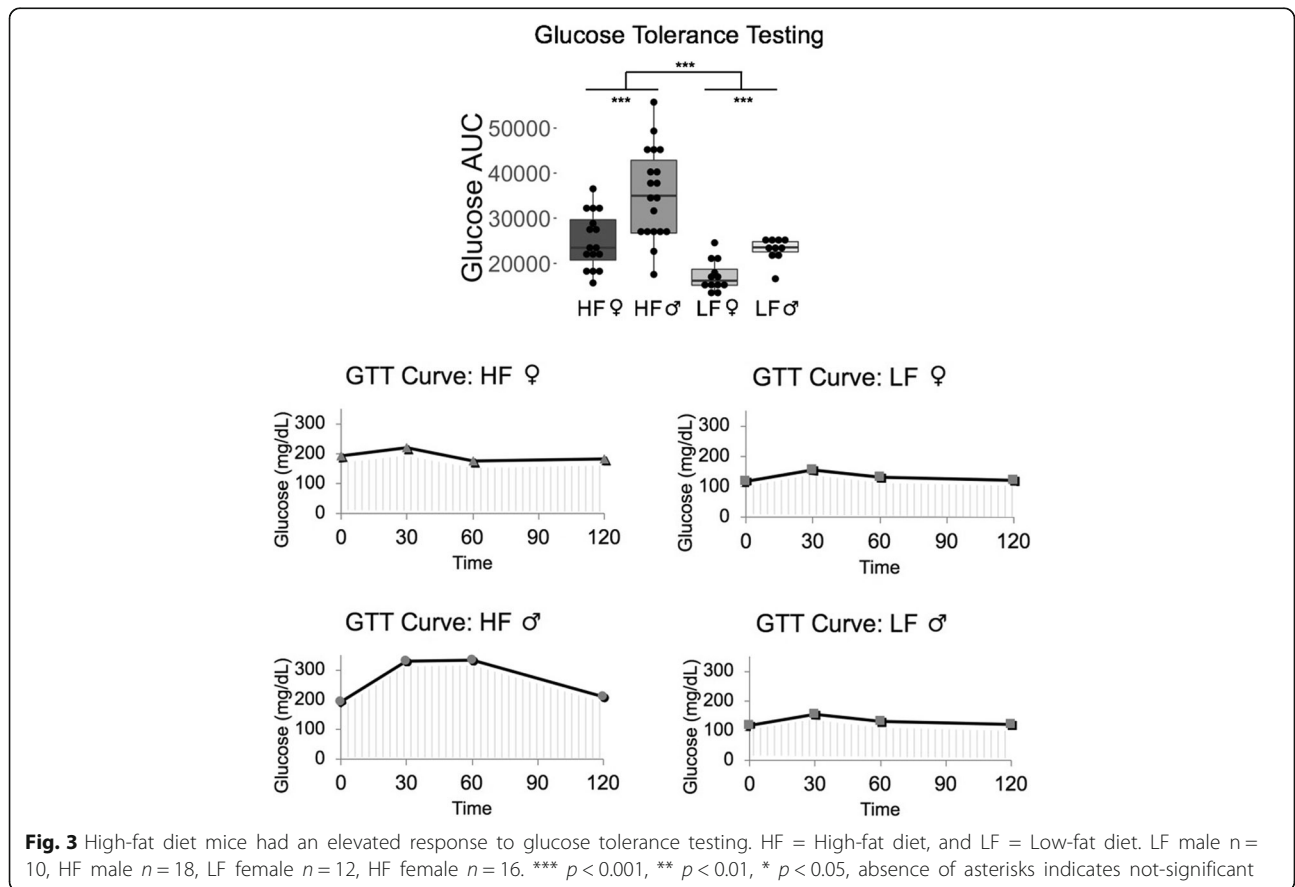 Glucose Tolerance Testing
***
*** ***
Glucose AUC
50000
40000
30000
20000
HF ♀ HF ♂ LF ♀ LF ♂
GTT Curve: HF ♀
Glucose (mg/dL)
300
200
100
0
0 30 60 90 120
Time
GTT Curve: LF ♀
Glucose (mg/dL)
300
200
100
0
0 30 60 90 120
Time
GTT Curve: HF ♂
Glucose (mg/dL)
300
200
100
0
0 30 60 90 120
Time
GTT Curve: LF ♂
Glucose (mg/dL)
300
200
100
0
0 30 60 90 120
Time
Fig. 3 High-fat diet mice had an elevated response to glucose tolerance testing. HF = High-fat diet, and LF = Low-fat diet. LF male n =
10, HF male n = 18, LF female n = 12, HF female n = 16. *** p < 0.001, ** p < 0.01, * p < 0.05, absence of asterisks indicates not-significant